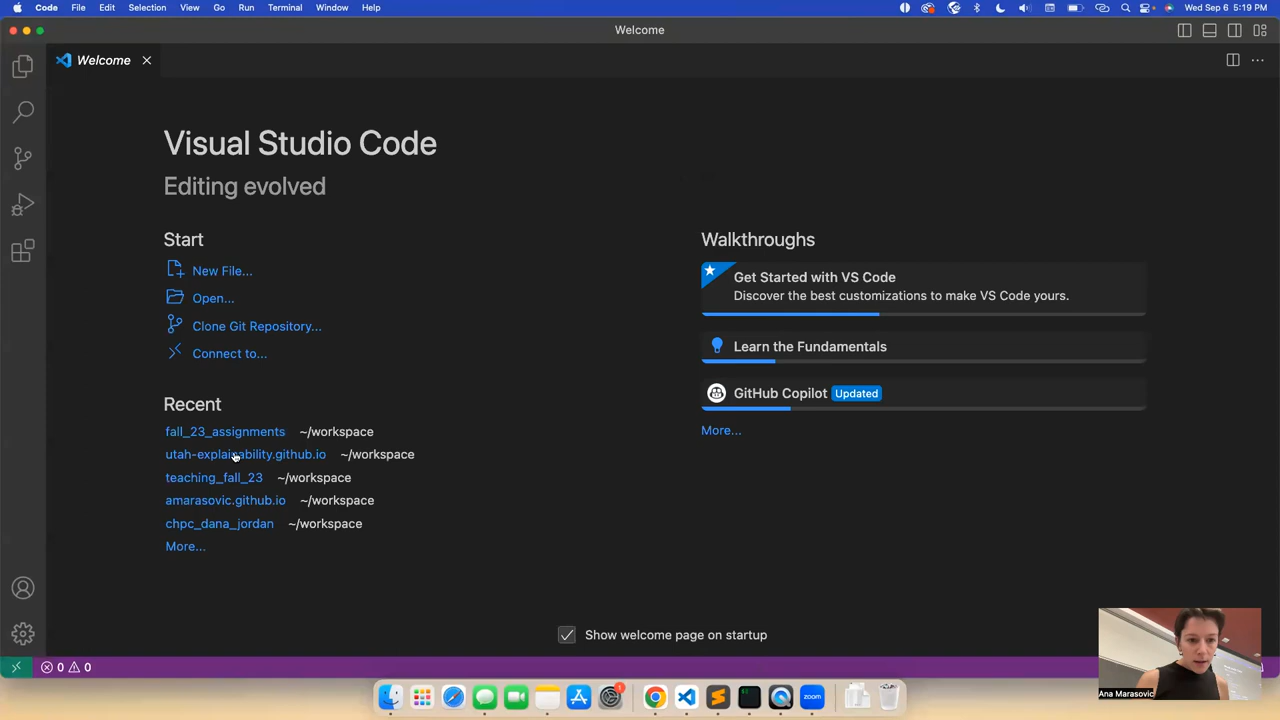 Code File Edit Selection View Go Run Terminal Window Help Wed Sep 6 5:19 PM
Welcome
Welcome
Visual Studio Code
Editing evolved
Start
New File...
Open...
Clone Git Repository...
Connect to...
Recent
fall_23_assignments ~/workspace
utah-explainability.github.io ~/workspace
teaching_fall_23 ~/workspace
amarasovic.github.io ~/workspace
chpc_dana_jordan ~/workspace
More...
Walkthroughs
Get Started with VS Code
Discover the best customizations to make VS Code yours.
Learn the Fundamentals
GitHub Copilot Updated
More...
Show welcome page on startup
0 0
1
zoom
Ana Marasovic